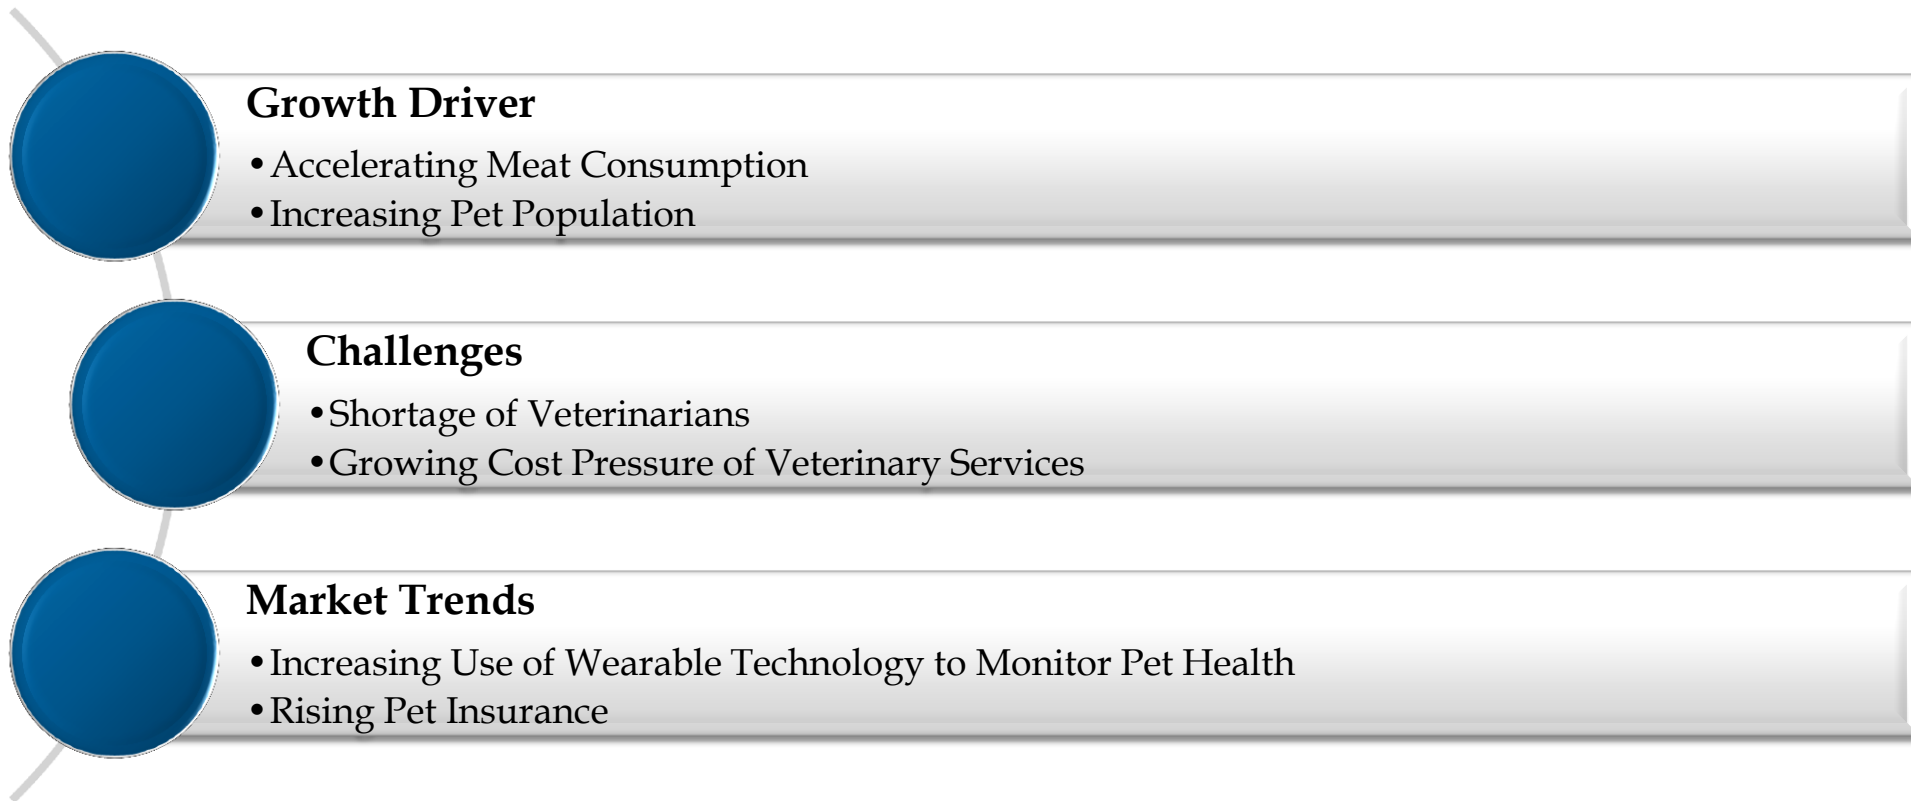 Growth Driver
•Accelerating Meat Consumption
•Increasing Pet Population
Challenges
•Shortage of Veterinarians
•Growing Cost Pressure of Veterinary Services
Market Trends
•Increasing Use of Wearable Technology to Monitor Pet Health
•Rising Pet Insurance